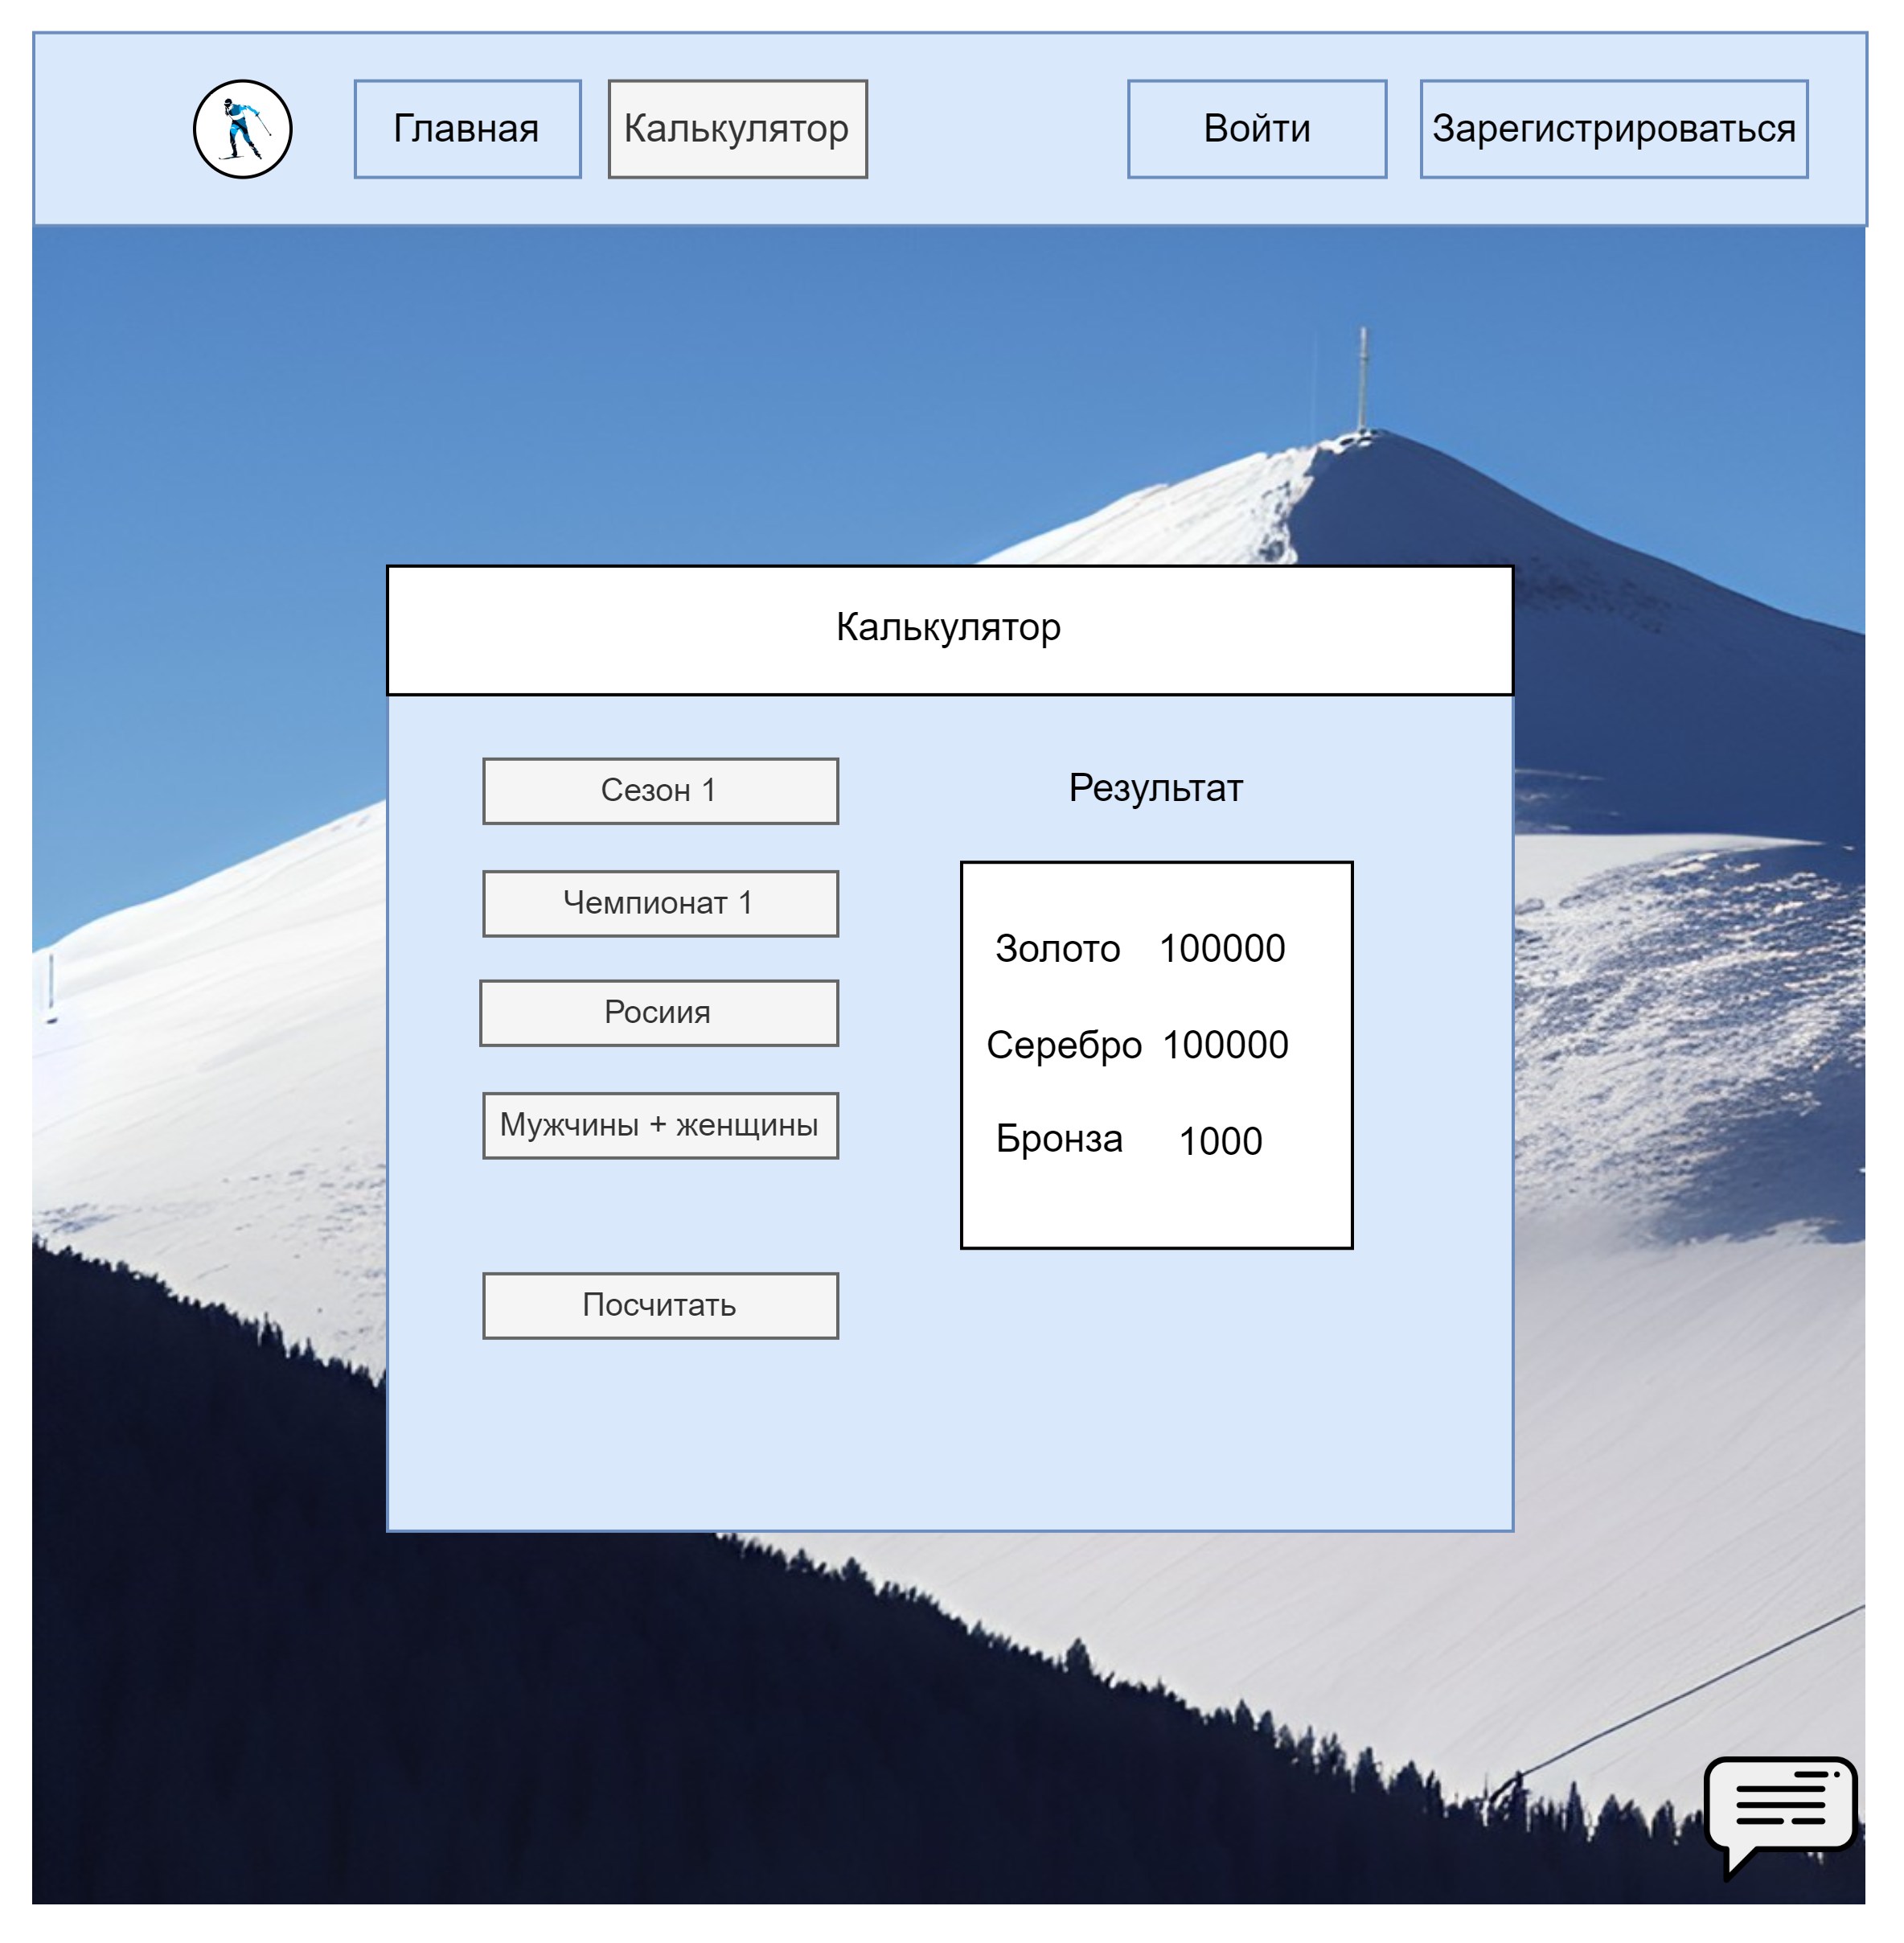 Главная
Калькулятор
Войти
Зарегистрироваться
Калькулятор
Сезон 1
Чемпионат 1
Росиия
Мужчины + женщины
Посчитать
Результат
Золото 100000
Серебро 100000
Бронза 1000